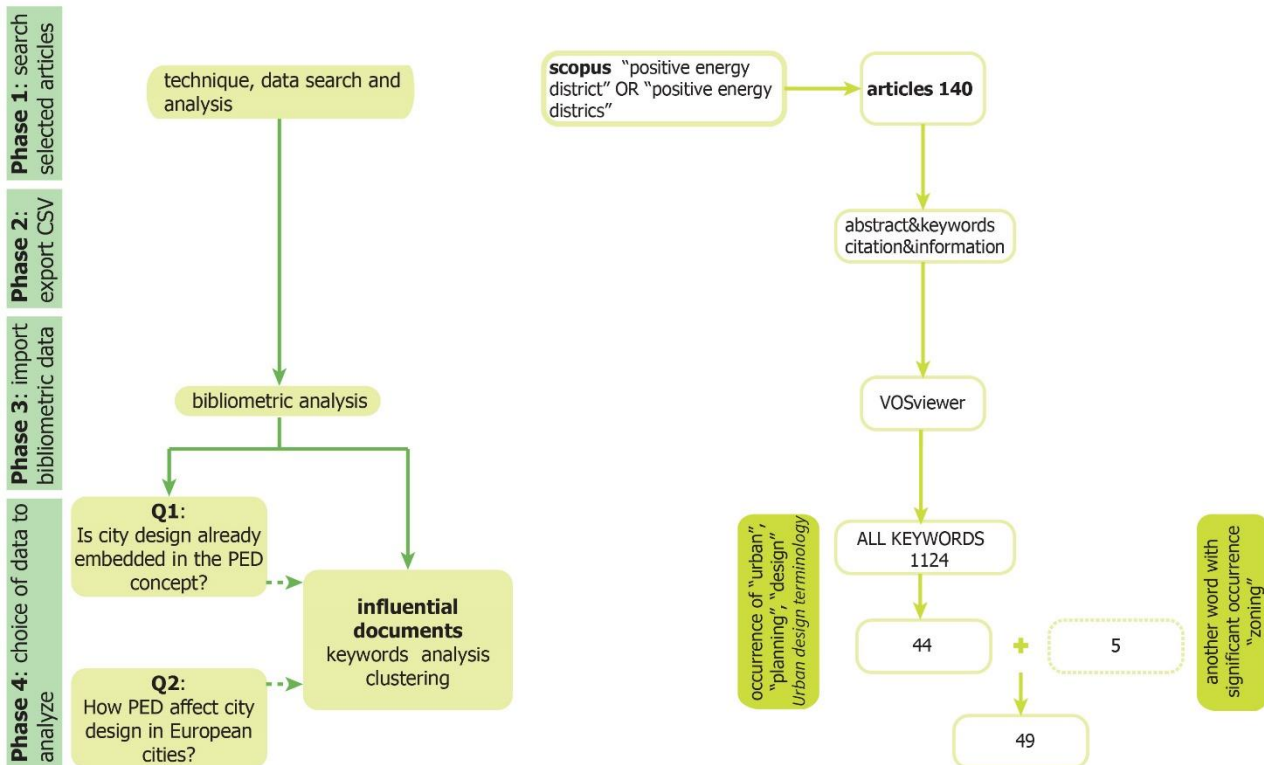 Phase 1: search
selected articles
technique, data search and
analysis
scopus “positive energy
district” OR “positive energy
districs”
articles 140
Phase 2:
export CSV
abstract&keywords
citation&information
Phase 3: import
bibliometric data
bibliometric analysis
VOSviewer
Phase 4: choice of data to
analyze
Q1:
Is city design already
embedded in the PED
concept?
Q2:
How PED affect city
design in European
cities?
influential
documents
keywords analysis
clustering
occurrence of “urban”,
“planning”, “design”
Urban design terminology
ALL KEYWORDS
1124
44
+
5
49
another word with
significant occurrence
“zoning”